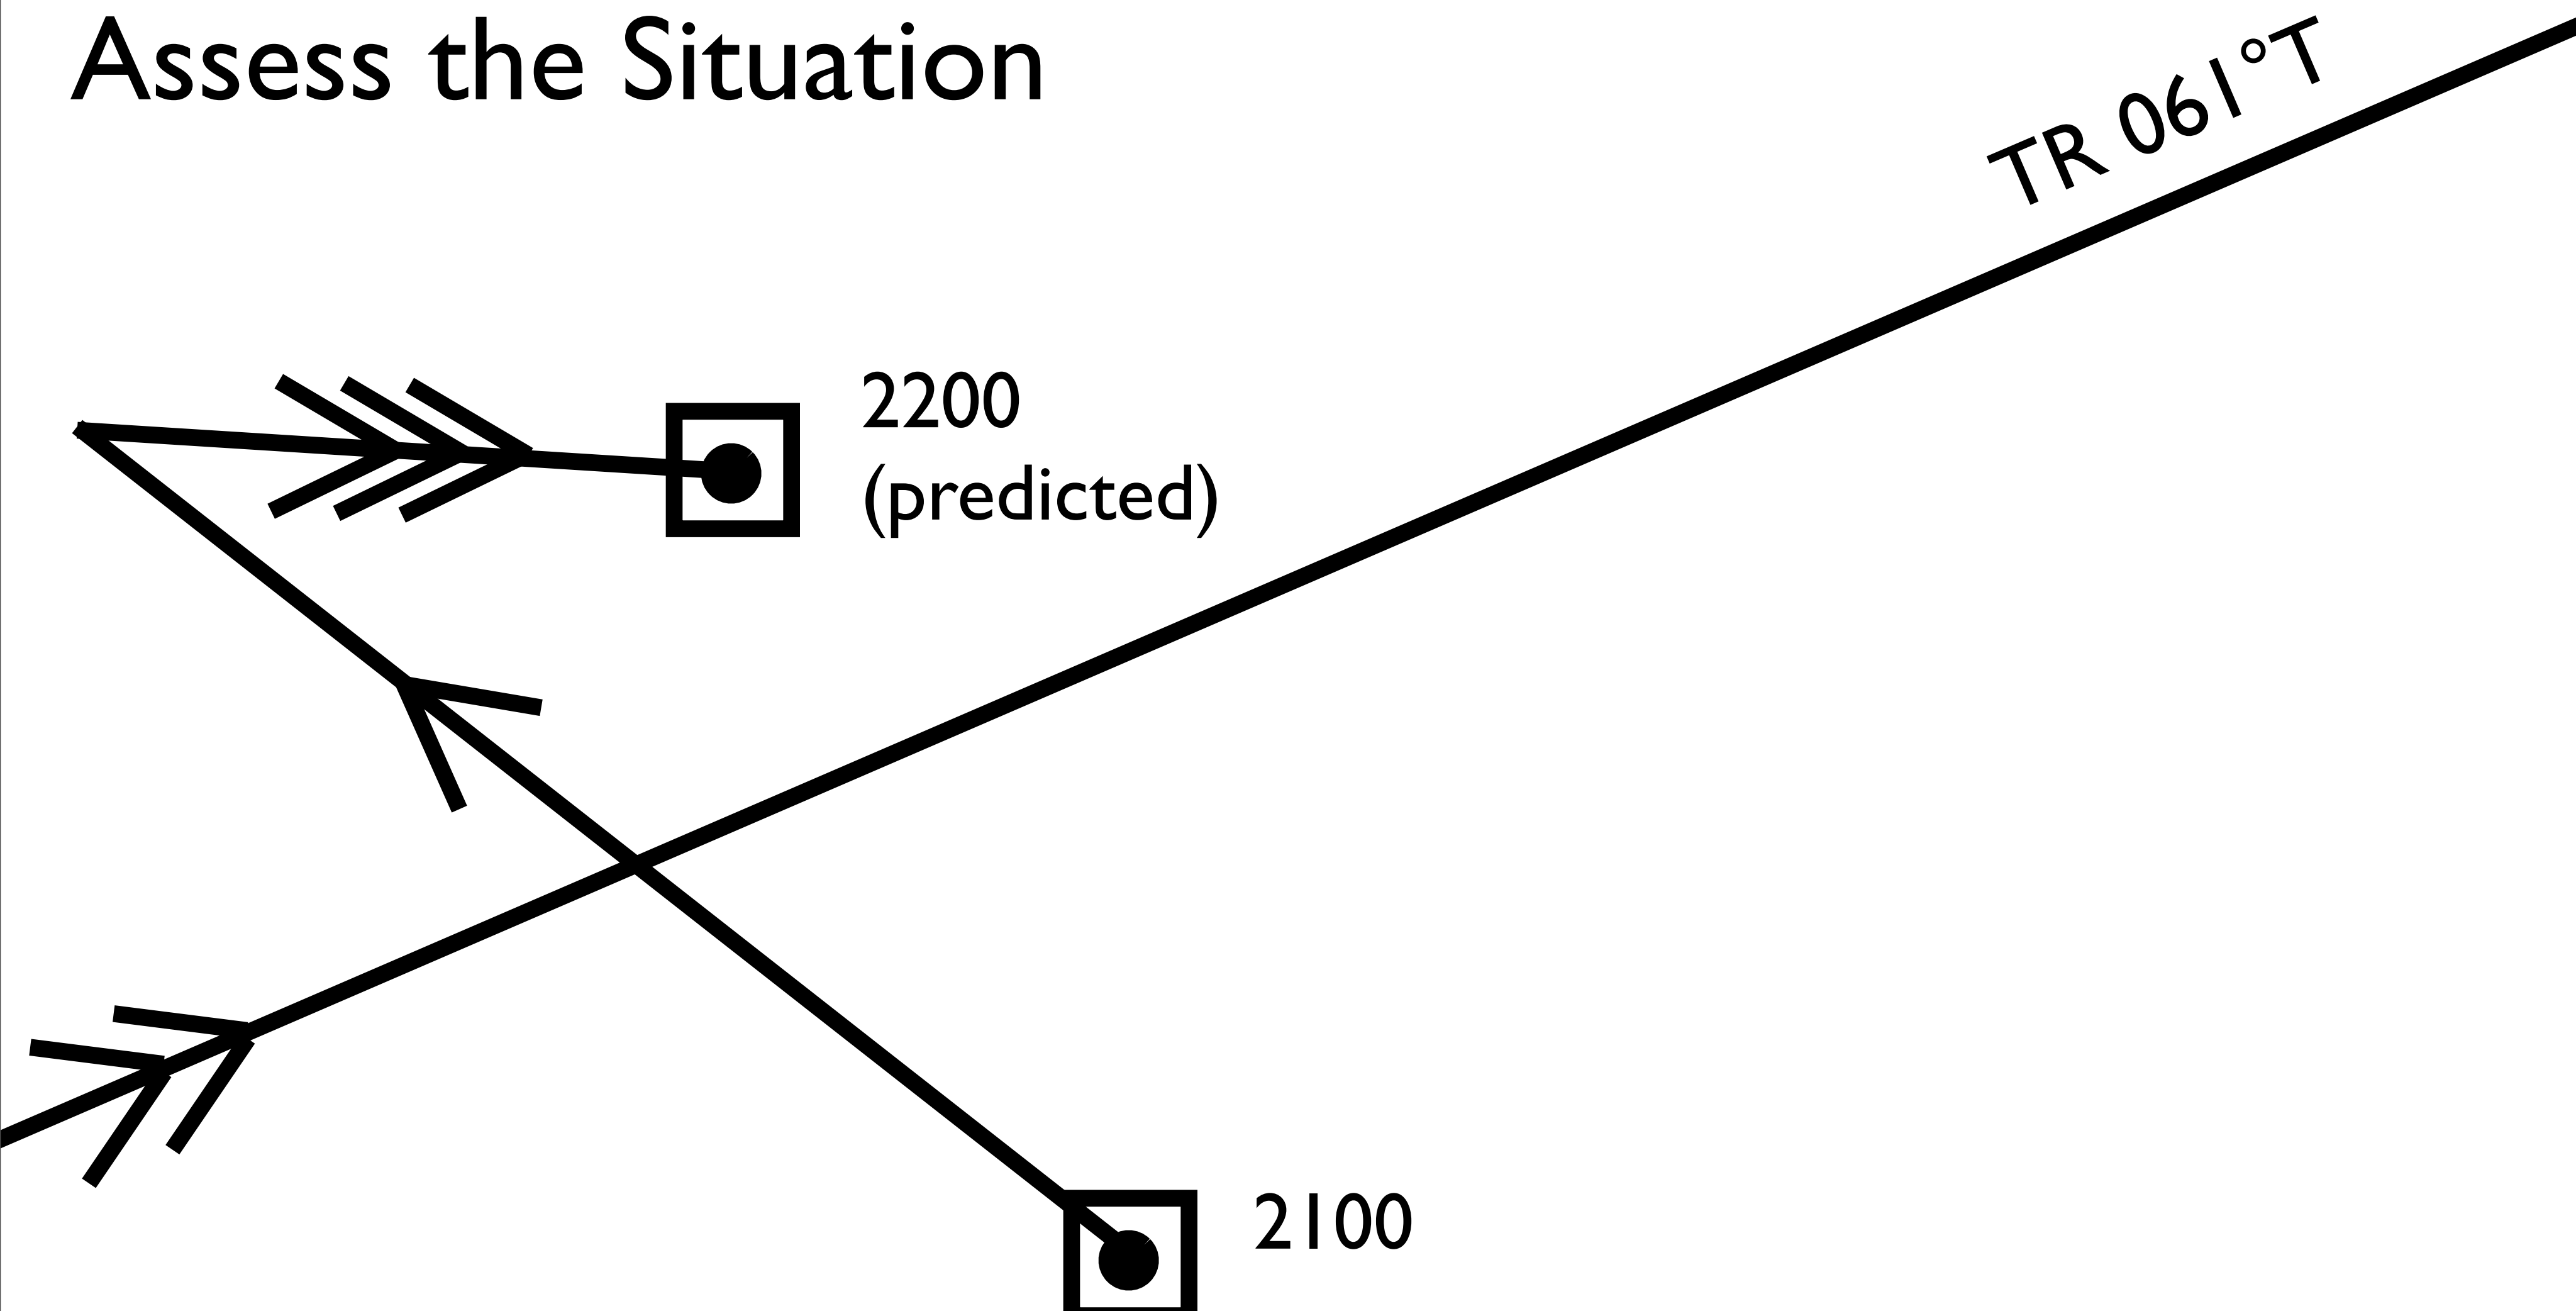 Assess the Situation
TR 061°T
2200
(predicted)
2100